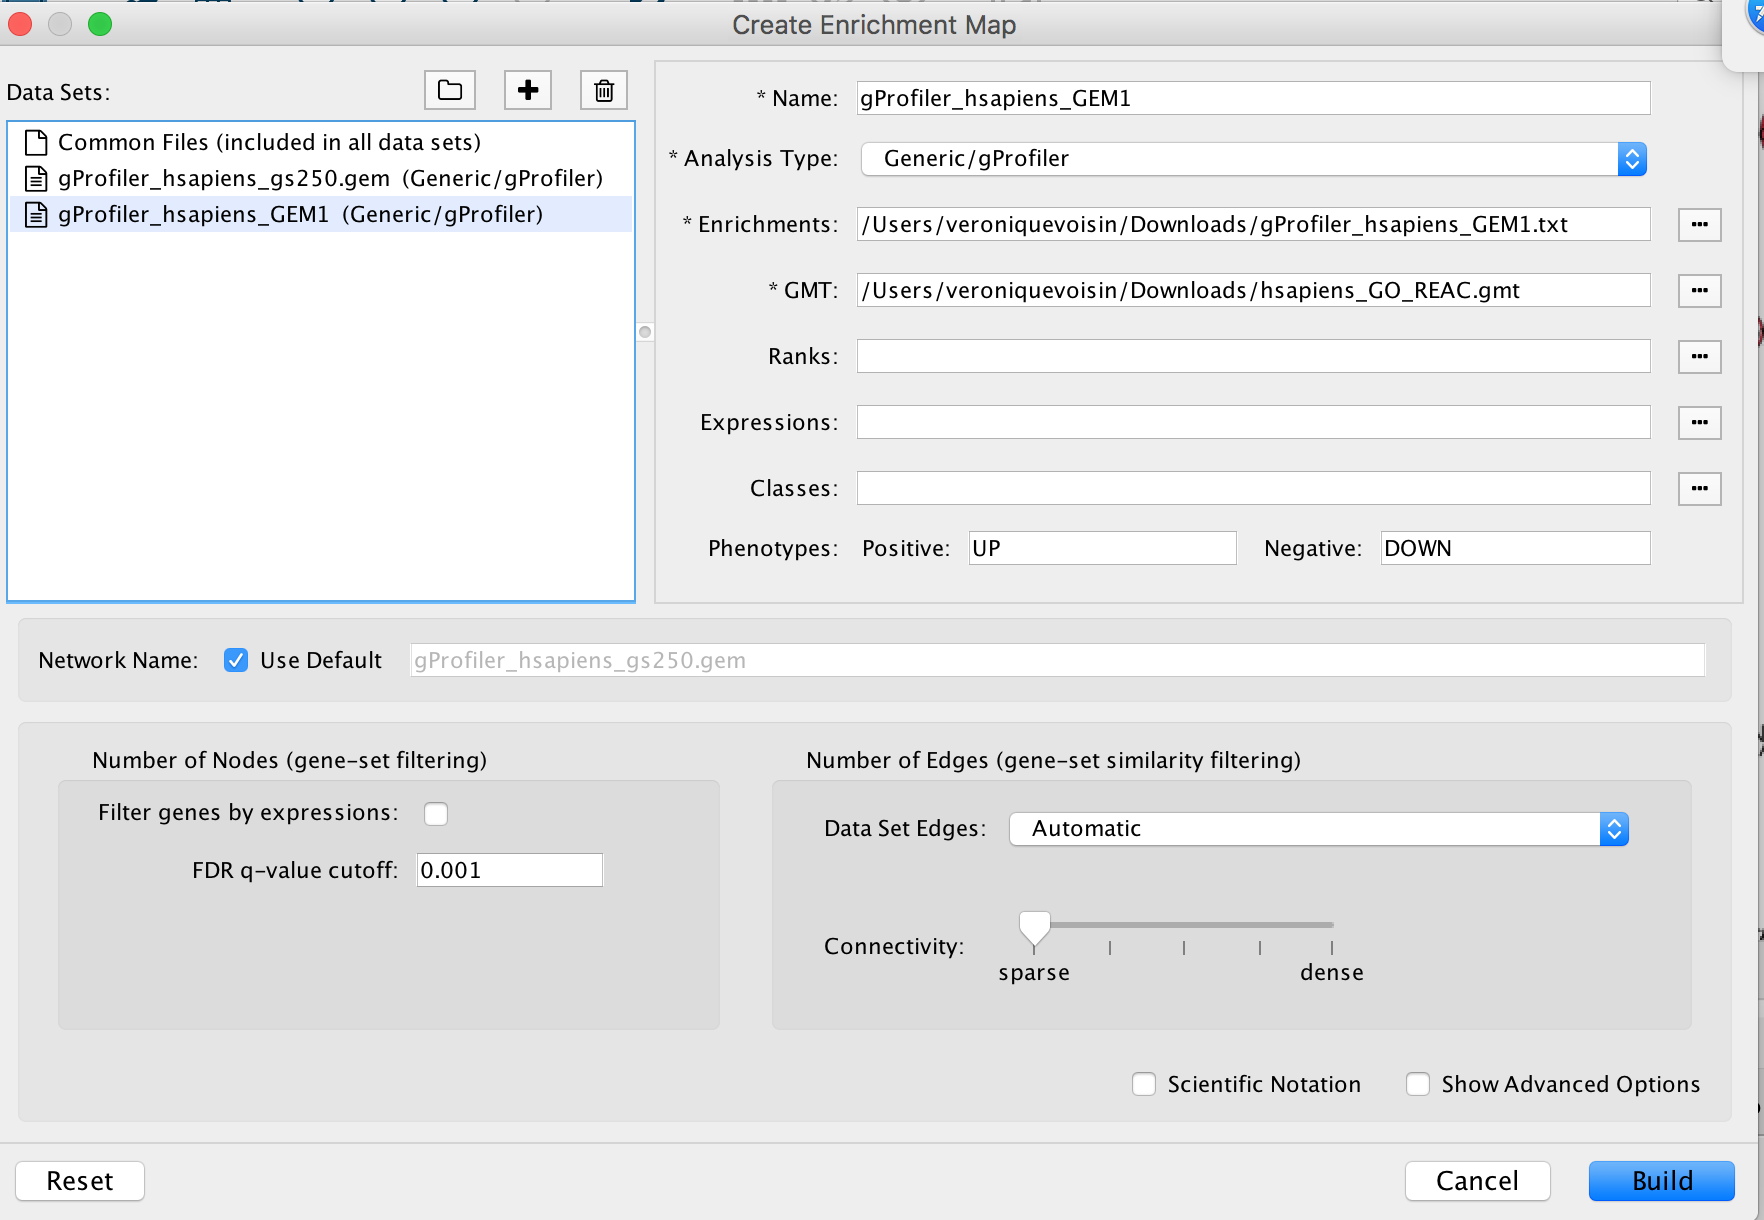 Create Enrichment Map
Data Sets:
Common Files (included in all data sets)
gProfiler_hsapiens_gs250.gem (Generic/gProfiler)
gProfiler_hsapiens_GEM1 (Generic/gProfiler)
* Name: gProfiler_hsapiens_GEM1
* Analysis Type: Generic/gProfiler
* Enrichments: /Users/veroniquevoisin/Downloads/gProfiler_hsapiens_GEM1.txt
* GMT: /Users/veroniquevoisin/Downloads/hsapiens_GO_REAC.gmt
Ranks:
Expressions:
Classes:
Phenotypes: Positive: UP Negative: DOWN
Network Name: Use Default gProfiler_hsapiens_gs250.gem
Number of Nodes (gene-set filtering)
Filter genes by expressions:
FDR q-value cutoff: 0.001
Number of Edges (gene-set similarity filtering)
Data Set Edges: Automatic
Connectivity:
sparse dense
Scientific Notation Show Advanced Options
Reset Cancel Build